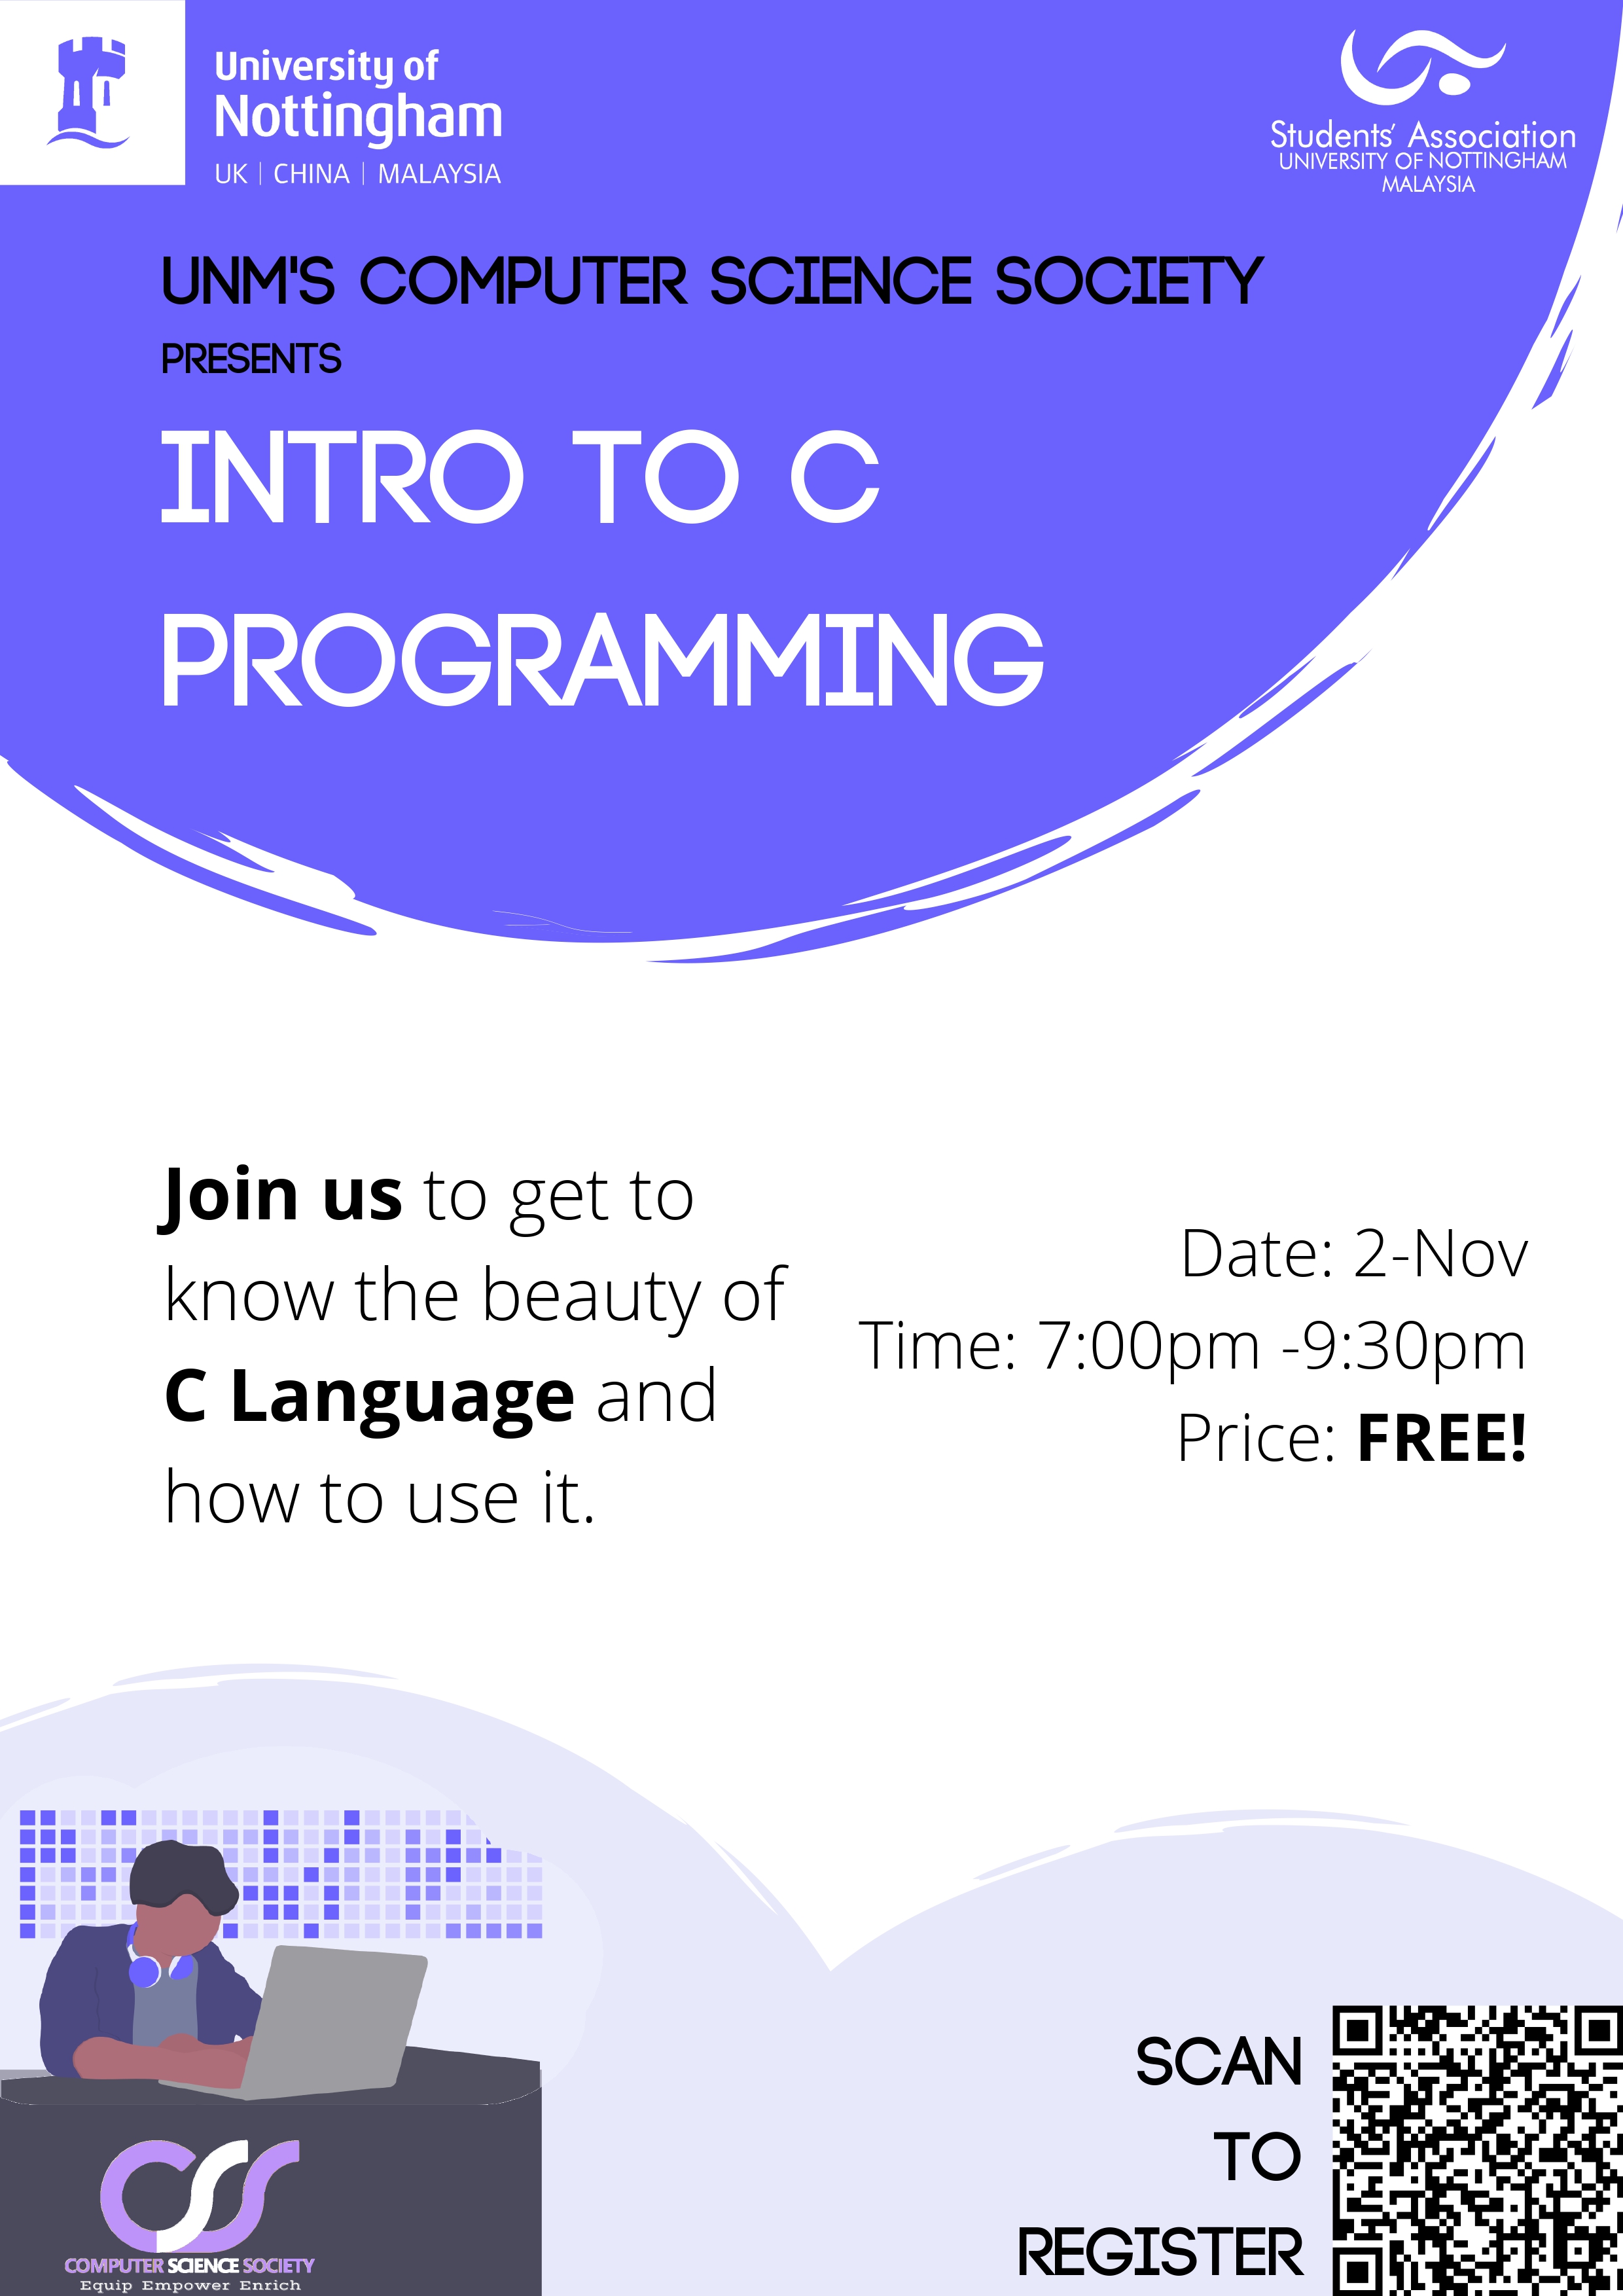 University of
Nottingham
UK | CHINA | MALAYSIA
Students' Association
UNIVERSITY OF NOTTINGHAM
MALAYSIA
UNM'S COMPUTER SCIENCE SOCIETY
PRESENTS
INTRO TO C
PROGRAMMING
Join us to get to
know the beauty of
C Language and
how to use it.
Date: 2-Nov
Time: 7:00pm -9:30pm
Price: FREE!
SCAN
TO
REGISTER
CSS
COMPUTER SCIENCE SOCIETY
Equip Empower Enrich